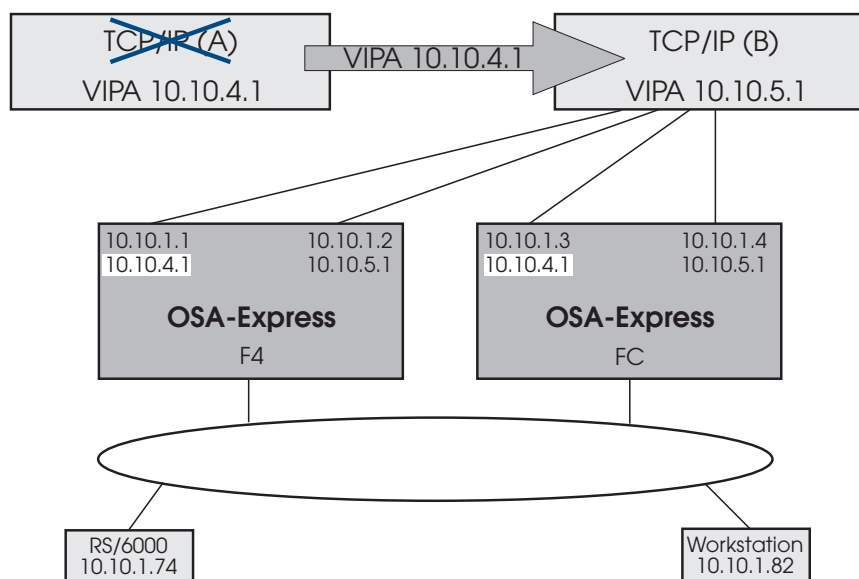 TCP/IP (A)
VIPA 10.10.4.1
VIPA 10.10.4.1
TCP/IP (B)
VIPA 10.10.5.1
10.10.1.1 10.10.1.2
10.10.4.1 10.10.5.1
OSA-Express
F4
10.10.1.3 10.10.1.4
10.10.4.1 10.10.5.1
OSA-Express
FC
RS/6000
10.10.1.74
Workstation
10.10.1.82